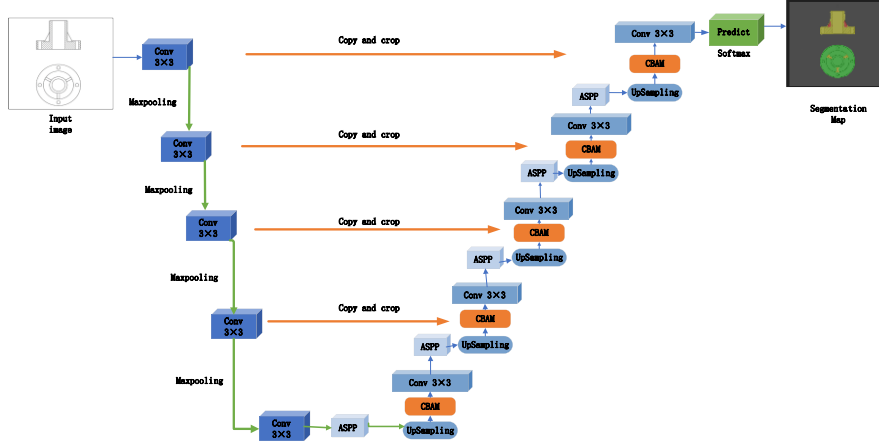 Conv 3×3
Predict
Conv
3×3
Copy and crop
Softmax
CBAM
UpSampling
ASPP
Maxpooling
Input
image
Segmentation
Map
Conv 3×3
Copy and crop
Conv
3×3
CBAM
ASPP
UpSampling
Maxpooling
Conv 3×3
Copy and crop
Conv
3×3
CBAM
ASPP
UpSampling
Maxpooling
Conv 3×3
Copy and crop
Conv
3×3
CBAM
ASPP
UpSampling
Maxpooling
Conv 3×3
CBAM
Conv
3×3
ASPP
UpSampling